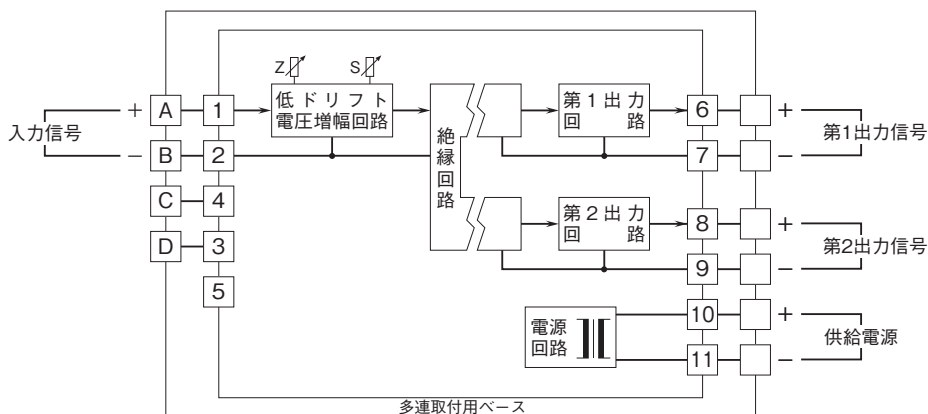 Z
S
低ドリフト
電圧増幅回路
絶縁回路
第1出力
回路
第2出力
回路
電源
回路
入力信号
+
−
A
B
C
D
1
2
4
3
5
6
7
8
9
10
11
+
−
第1出力信号
+
−
第2出力信号
+
−
供給電源
多連取付用ベース